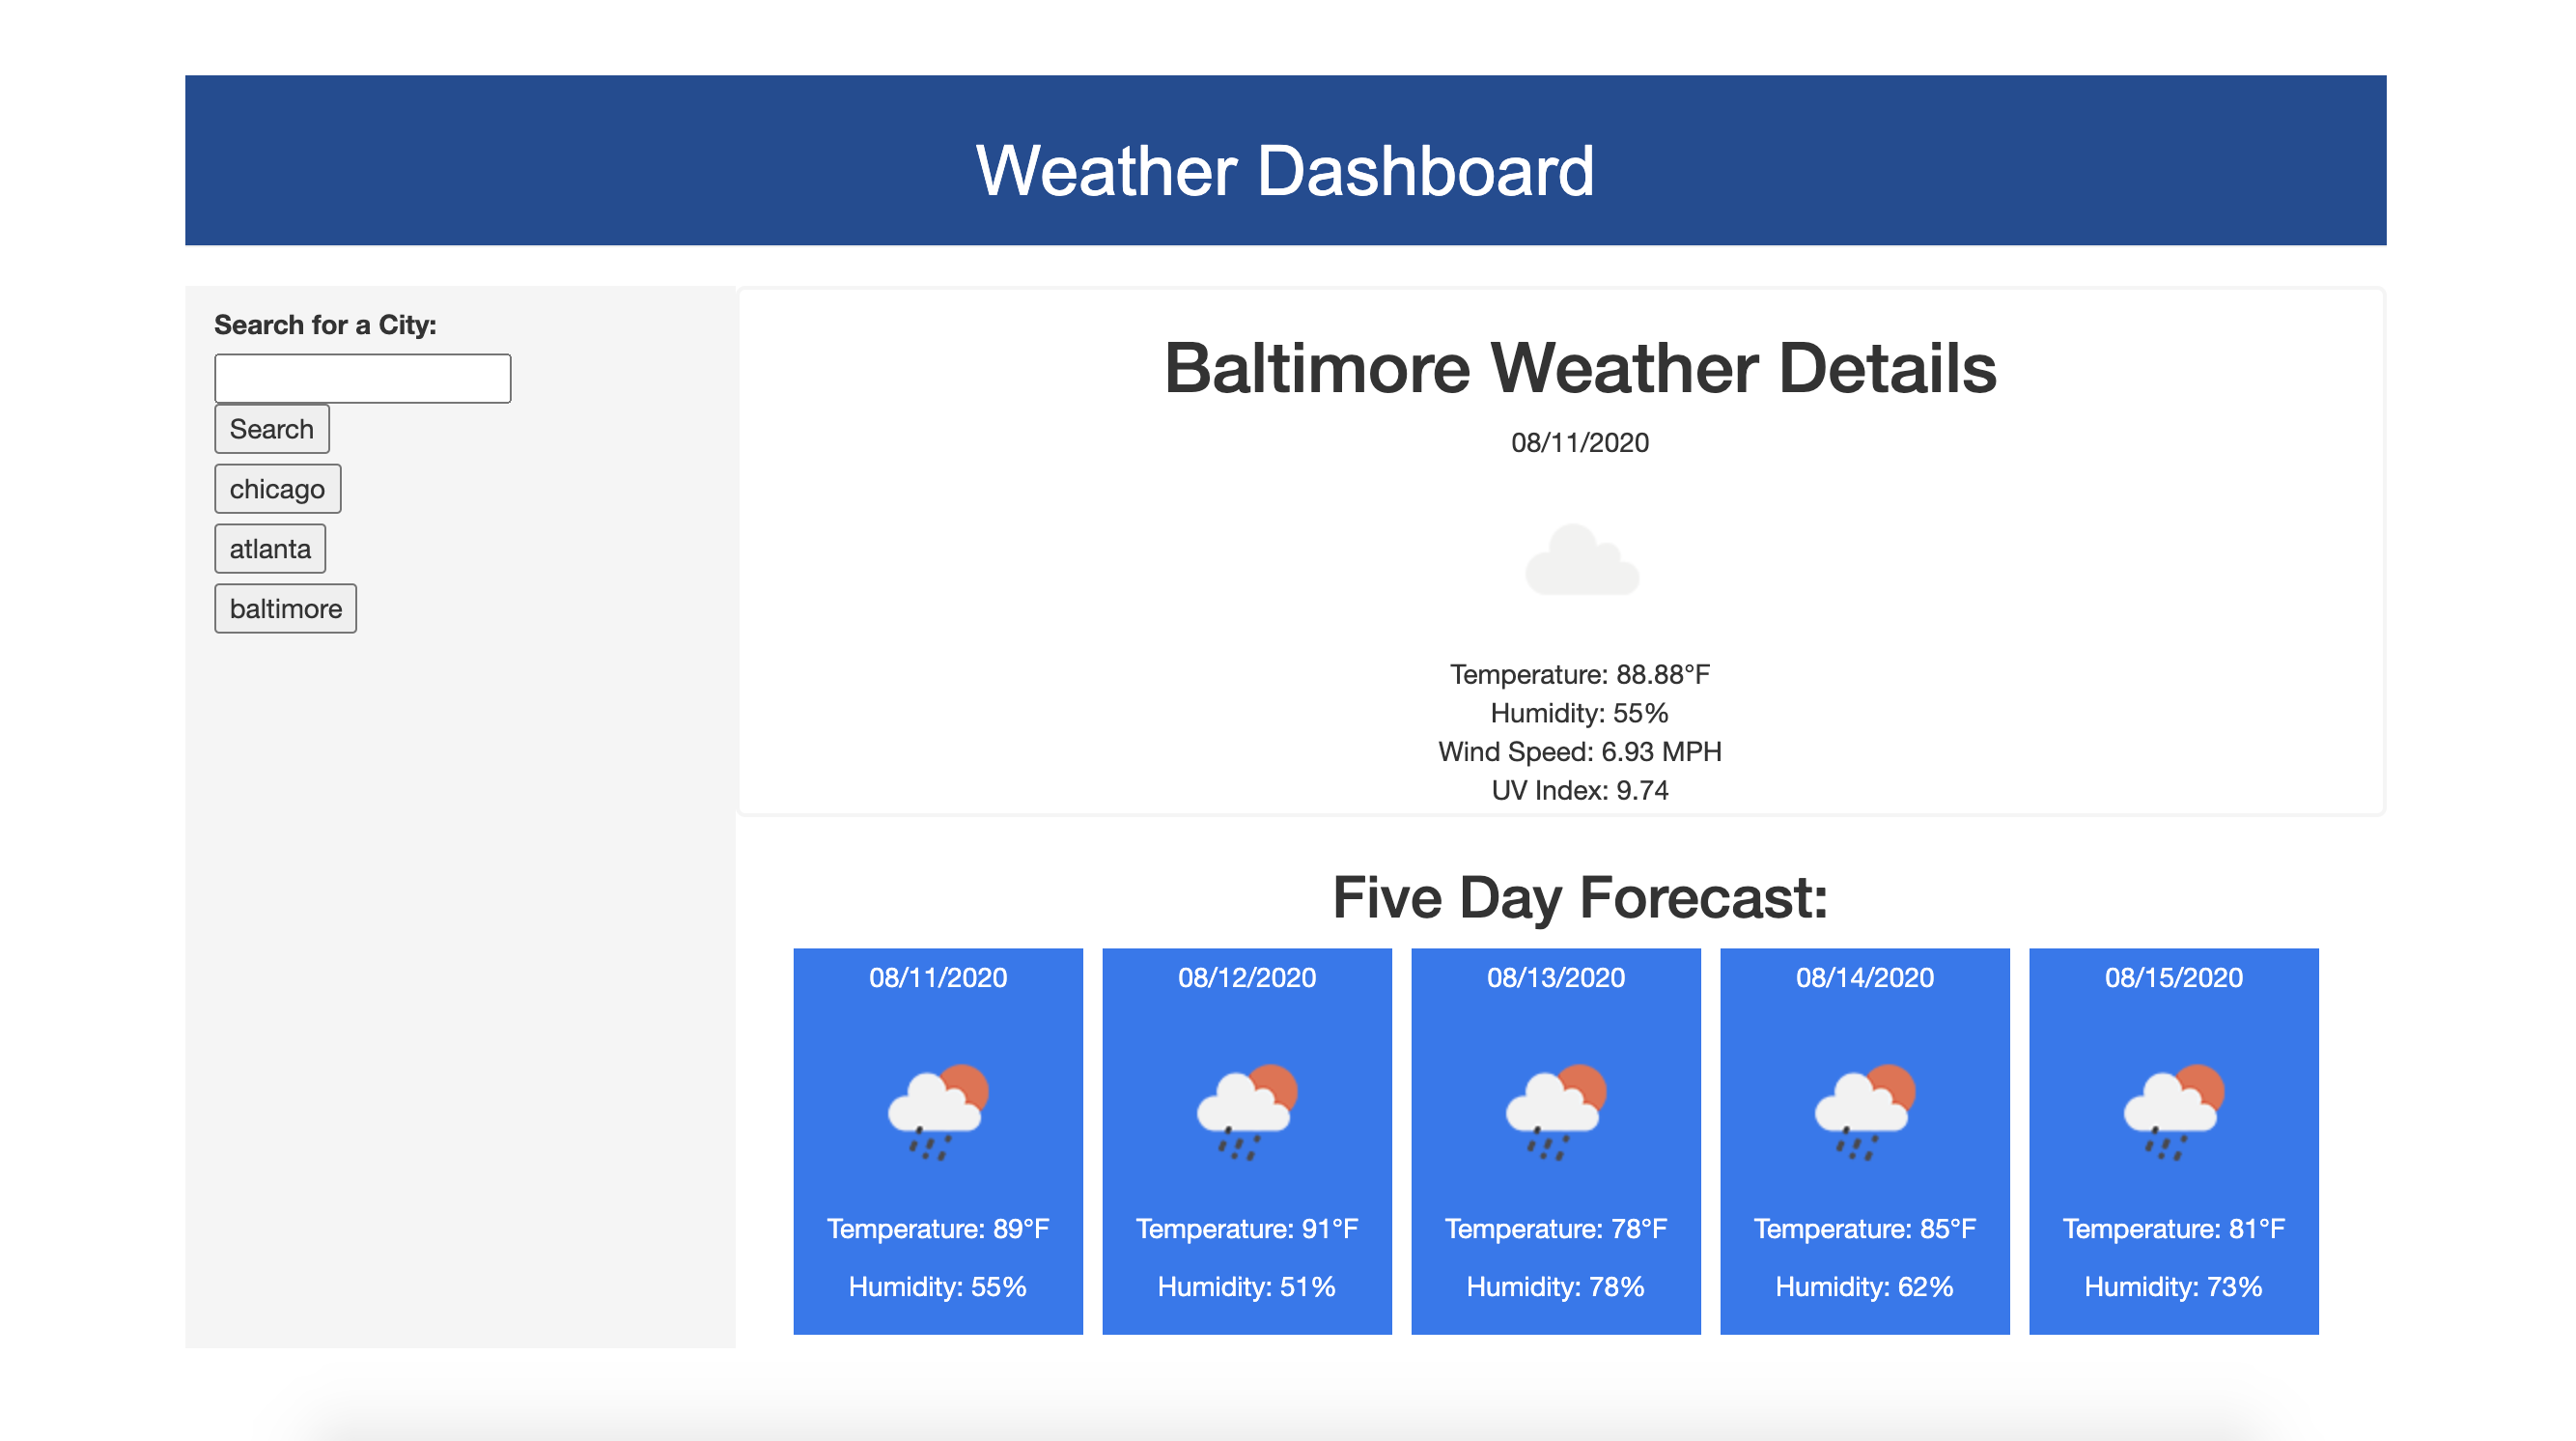 Weather Dashboard
Search for a City:
Search
chicago
atlanta
baltimore
Baltimore Weather Details
08/11/2020
Temperature: 88.88°F
Humidity: 55%
Wind Speed: 6.93 MPH
UV Index: 9.74
Five Day Forecast:
08/11/2020
Temperature: 89°F
Humidity: 55%
08/12/2020
Temperature: 91°F
Humidity: 51%
08/13/2020
Temperature: 78°F
Humidity: 78%
08/14/2020
Temperature: 85°F
Humidity: 62%
08/15/2020
Temperature: 81°F
Humidity: 73%